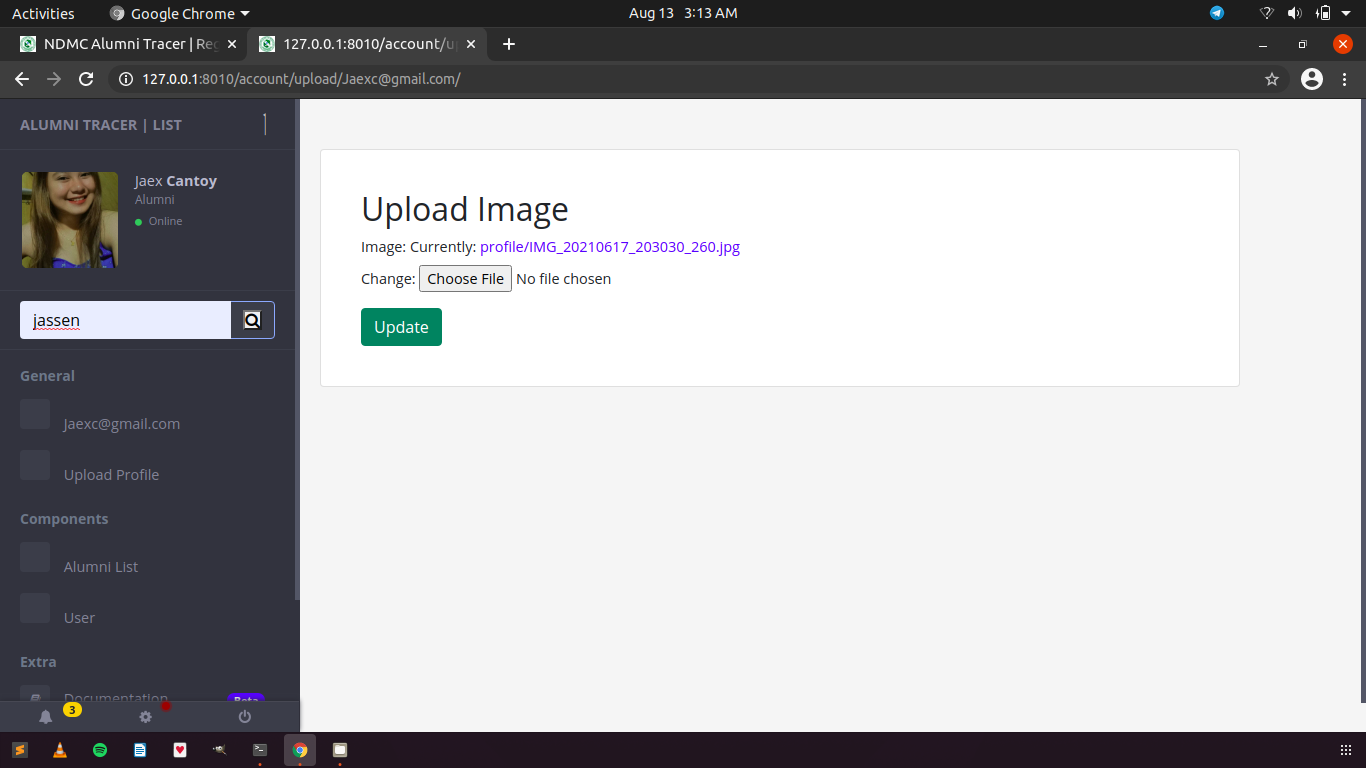 Activities Google Chrome Aug 13 3:13 AM
NDMC Alumni Tracer | Reg 127.0.0.1:8010/account/u
127.0.0.1:8010/account/upload/Jaexc@gmail.com/
ALUMNI TRACER | LIST
Jaex Cantoy
Alumni
Online
jassen
General
Jaexc@gmail.com
Upload Profile
Components
Alumni List
User
Extra
Documentation Beta
3
Upload Image
Image: Currently: profile/IMG_20210617_203030_260.jpg
Change: Choose File No file chosen
Update